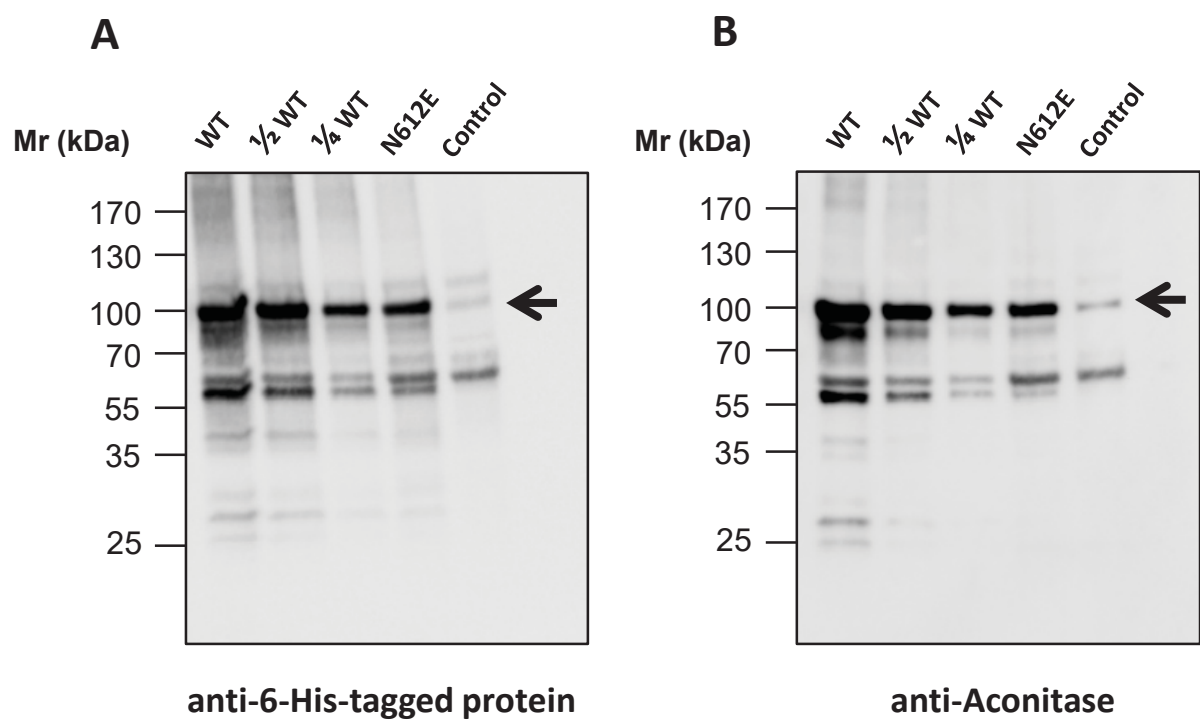 A
Mr (kDa)
WT
½ WT
¼ WT
N612E
Control
170
130
100
70
55
35
25
anti-6-His-tagged protein
B
Mr (kDa)
WT
½ WT
¼ WT
N612E
Control
170
130
100
70
55
35
25
anti-Aconitase